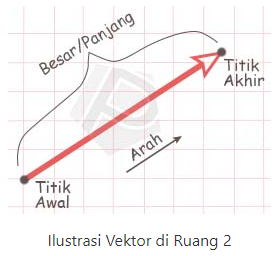 Besar/Panjang
Titik
Akhir
Arah
Titik
Awal
Ilustrasi Vektor di Ruang 2